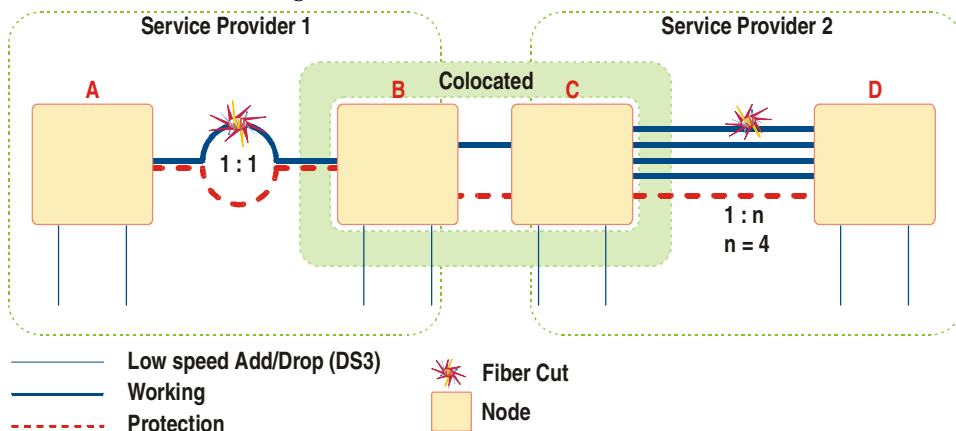 Service Provider 1
Service Provider 2
Colocated
A
B
C
D
1 : 1
1 : n
n = 4
Low speed Add/Drop (DS3)
Working
Protection
Fiber Cut
Node